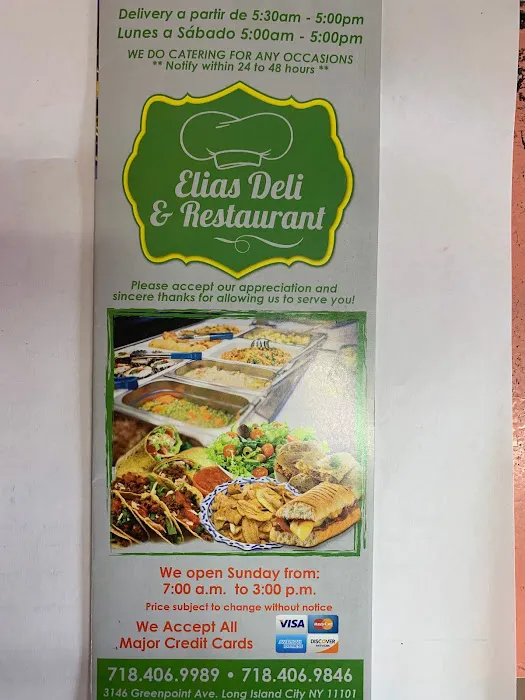 Delivery a partir de 5:30am - 5:00pm
Lunes a Sábado 5:00am - 5:00pm
WE DO CATERING FOR ANY OCCASIONS
** Notify within 24 to 48 hours **
Elias Deli
& Restaurant
Please accept our appreciation and
sincere thanks for allowing us to serve you!
We open Sunday from:
7:00 a.m. to 3:00 p.m.
Price subject to change without notice
We Accept All
Major Credit Cards
VISA MasterCard
AMERICAN EXPRESS DISCOVER
718.406.9989 • 718.406.9846
3146 Greenpoint Ave. Long Island City NY 11101